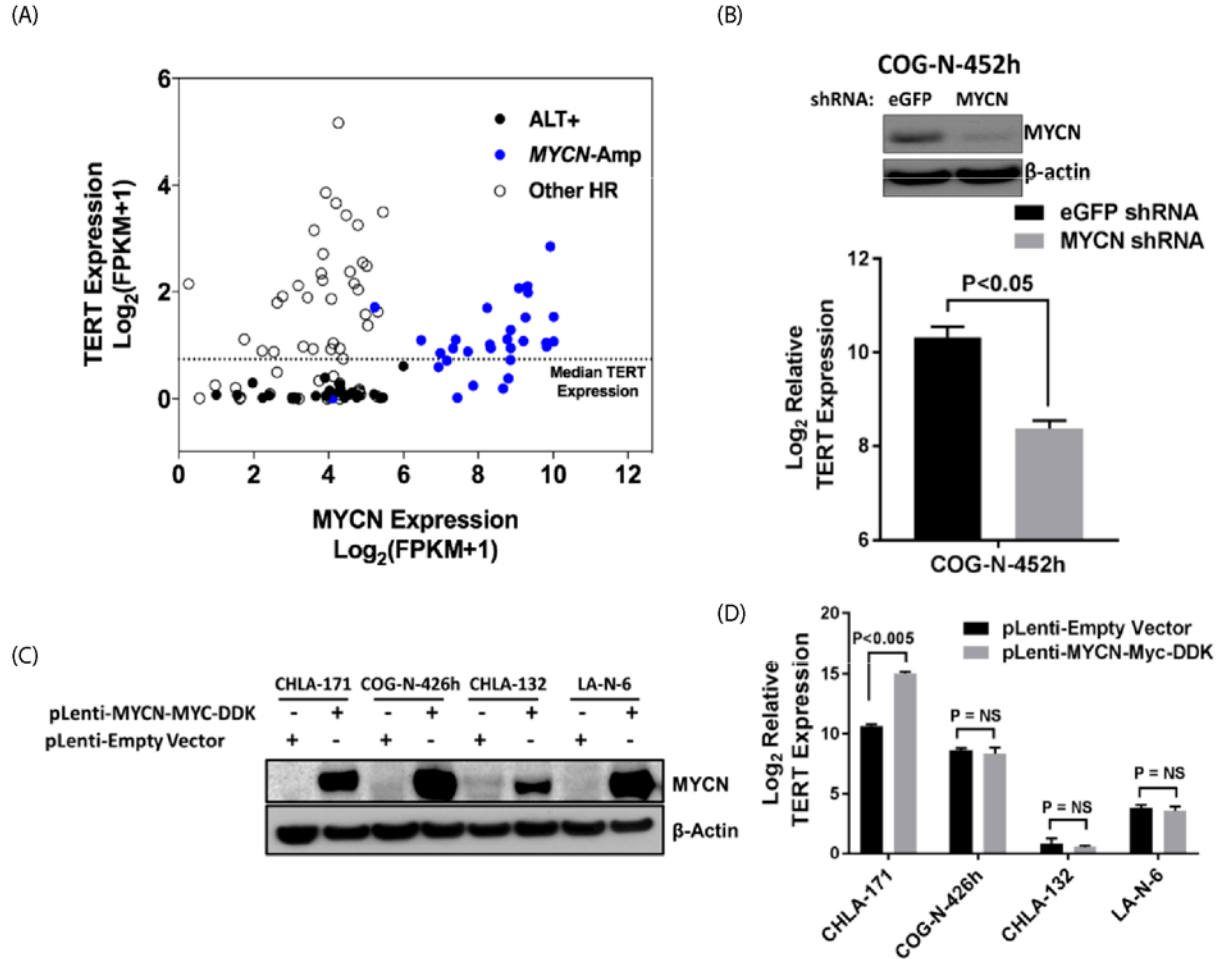 (A)
TERT Expression
Log2(FPKM+1)
6
4
2
0
ALT+
MYCN-Amp
Other HR
Median TERT
Expression
0 2 4 6 8 10 12
MYCN Expression
Log2(FPKM+1)
(B)
COG-N-452h
shRNA: eGFP MYCN
MYCN
β-actin
eGFP shRNA
MYCN shRNA
Log2 Relative
TERT Expression
12
10
8
6
P<0.05
COG-N-452h
(C)
CHLA-171 COG-N-426h CHLA-132 LA-N-6
pLenti-MYCN-MYC-DDK - + - + - + - +
pLenti-Empty Vector + - + - + - + -
MYCN
β-Actin
(D)
Log2 Relative
TERT Expression
20
15
10
5
0
pLenti-Empty Vector
pLenti-MYCN-Myc-DDK
P<0.005
P = NS
P = NS
P = NS
CHLA-171
COG-N-426h
CHLA-132
LA-N-6